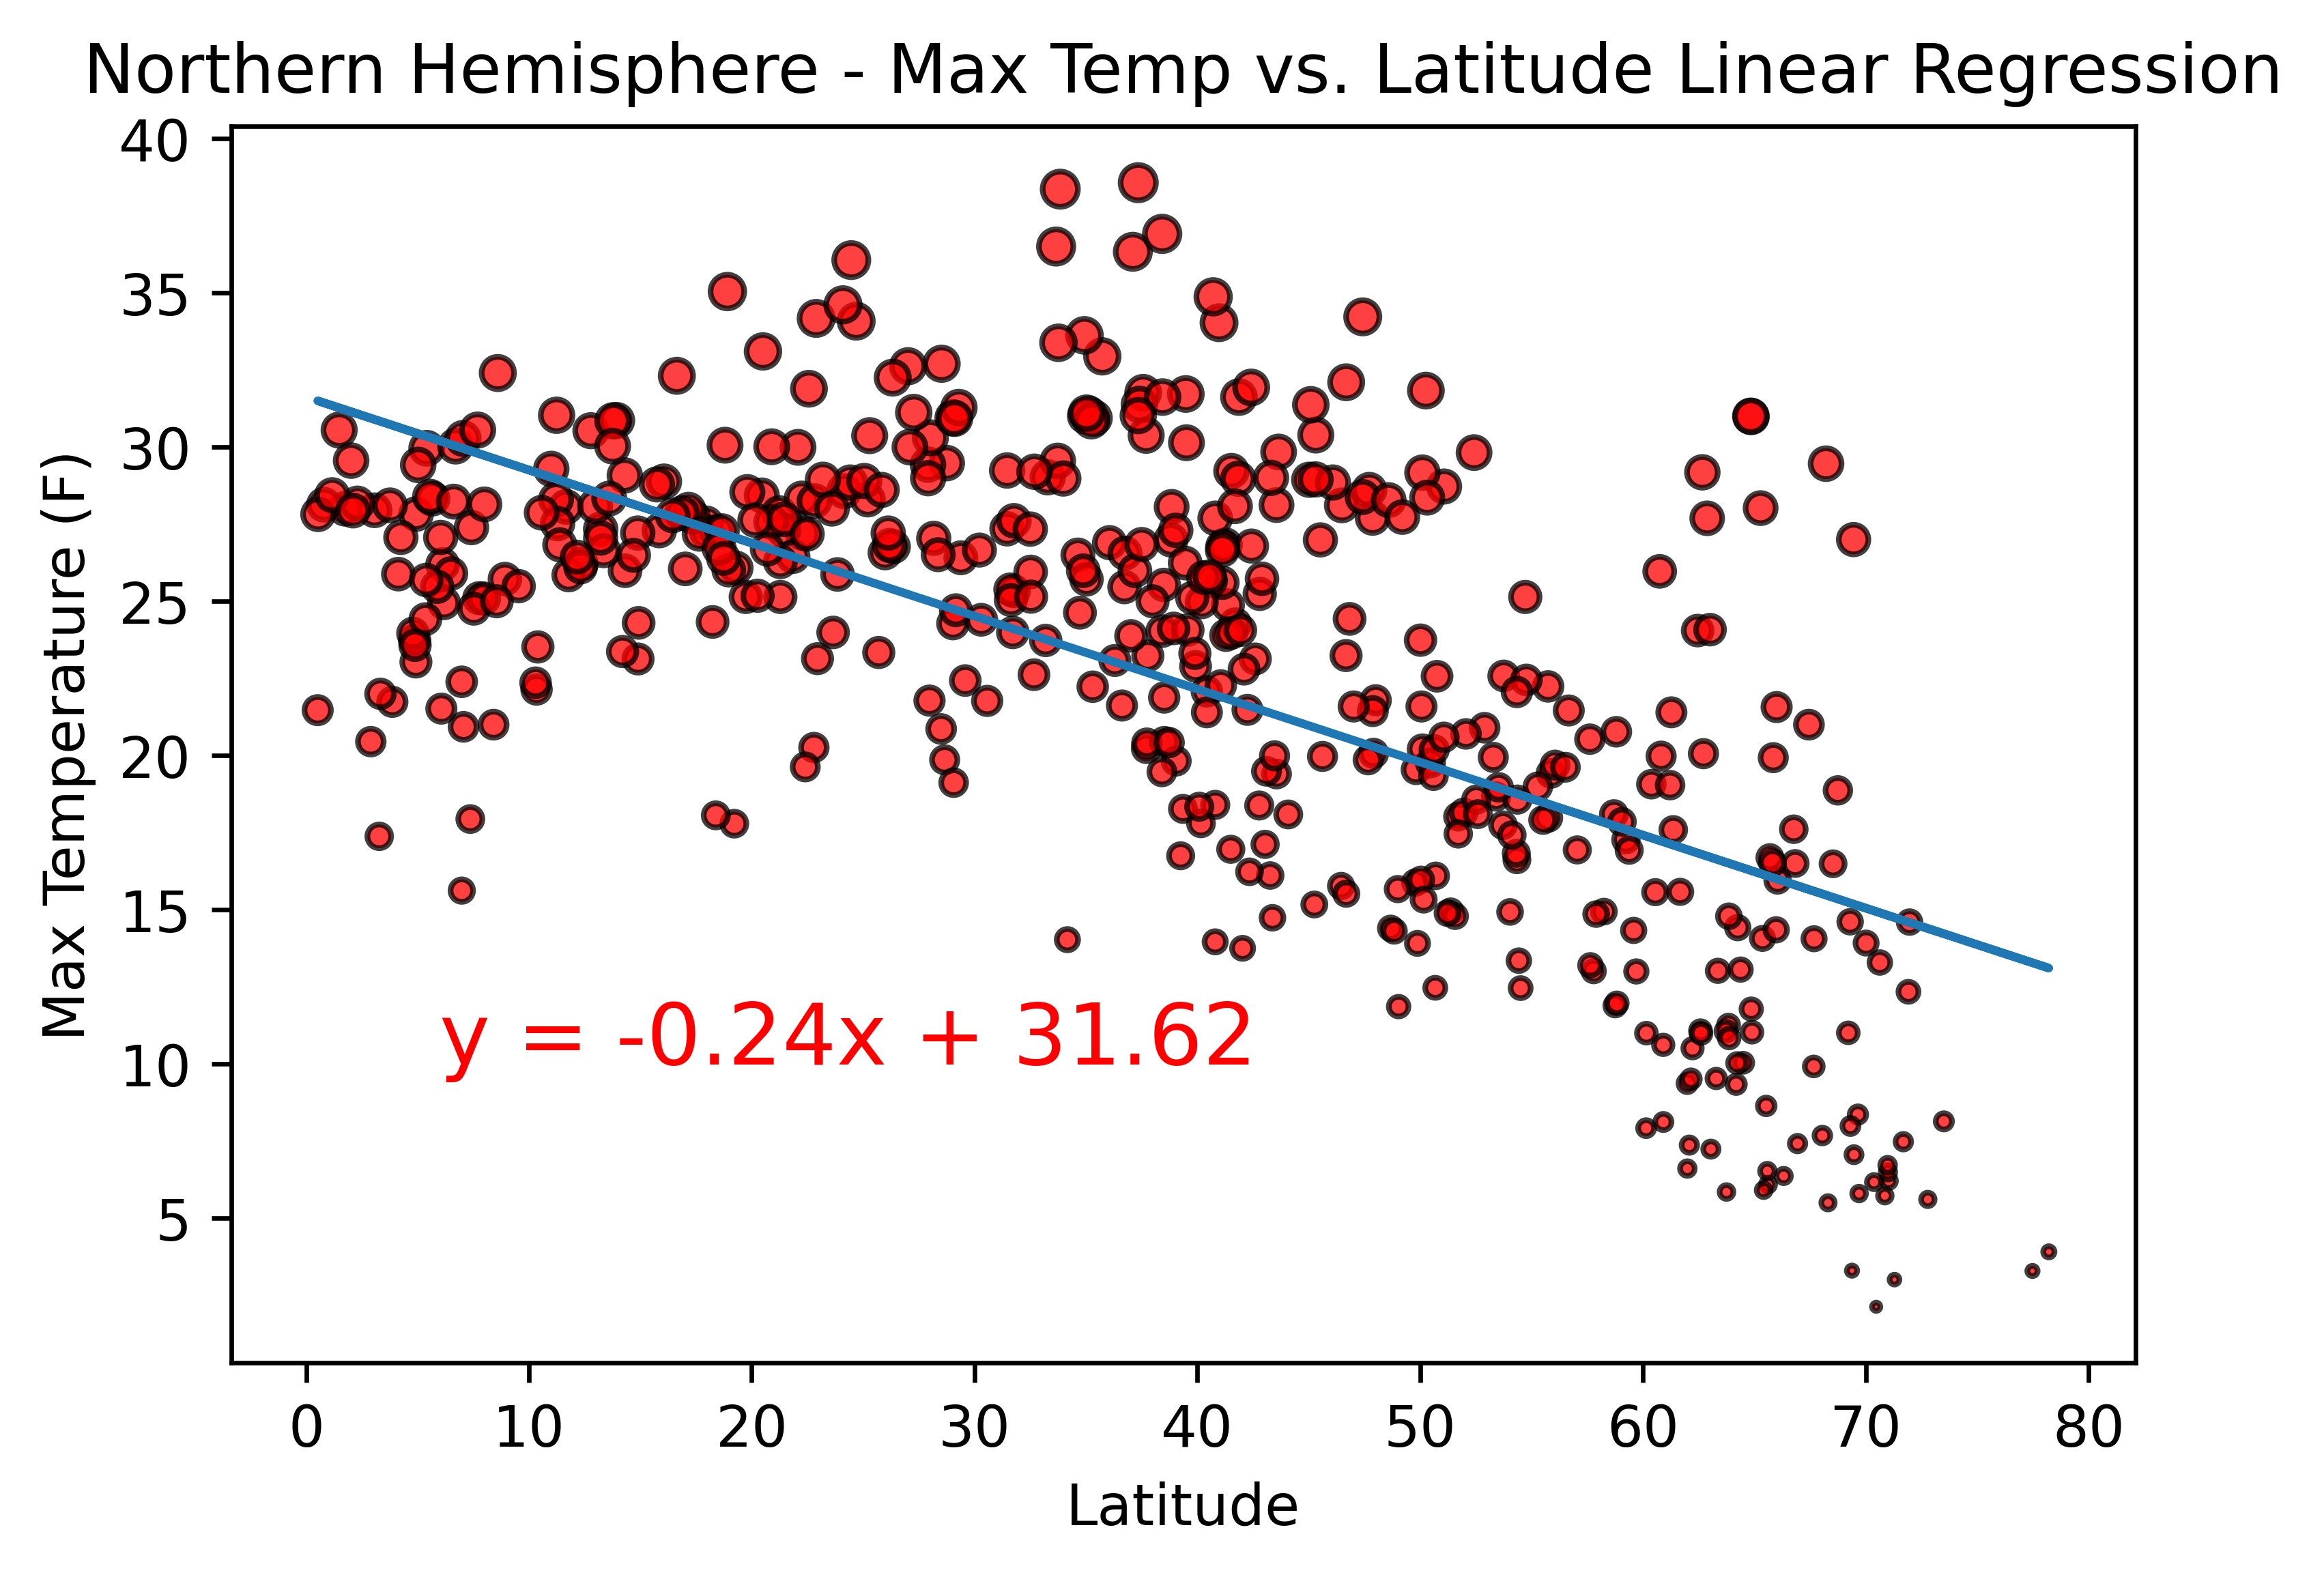 Northern Hemisphere - Max Temp vs. Latitude Linear Regression
40
35
30
25
20
15
10
5
Max Temperature (F)
y = -0.24x + 31.62
0 10 20 30 40 50 60 70 80
Latitude